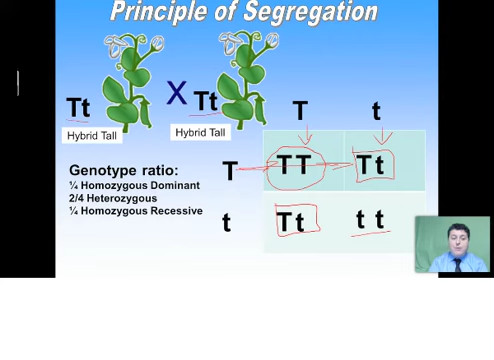 Principle of Segregation
Tt X Tt
Hybrid Tall Hybrid Tall
T t
T TT Tt
t Tt t t
Genotype ratio:
¼ Homozygous Dominant
2/4 Heterozygous
¼ Homozygous Recessive